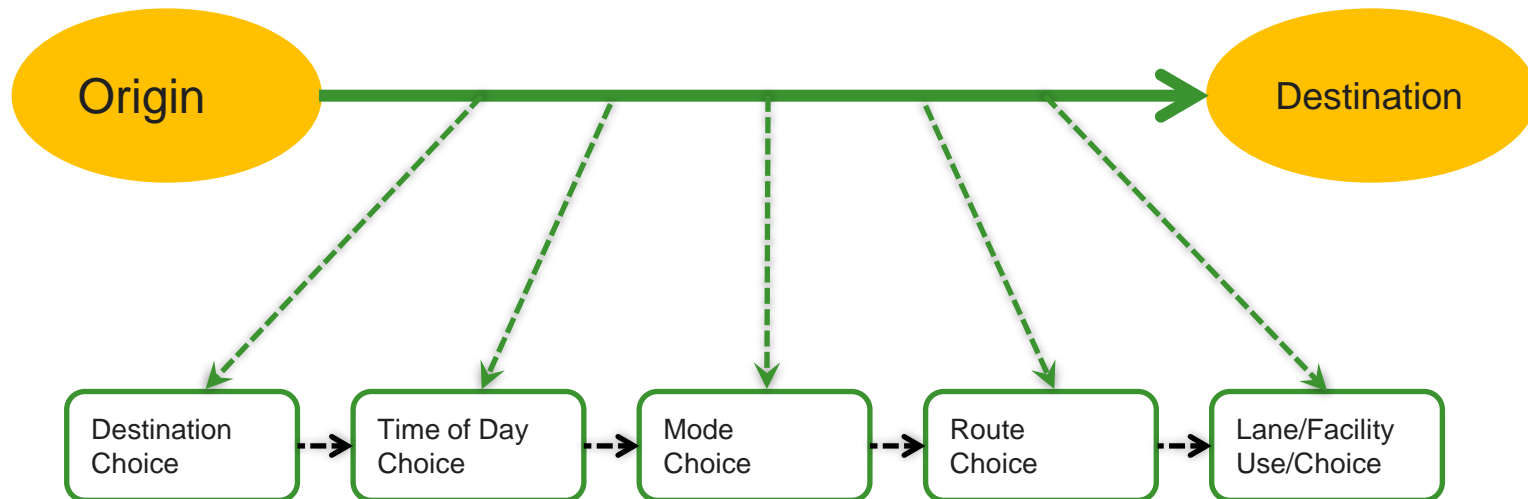 Origin
Destination
Destination
Choice
Time of Day
Choice
Mode
Choice
Route
Choice
Lane/Facility
Use/Choice